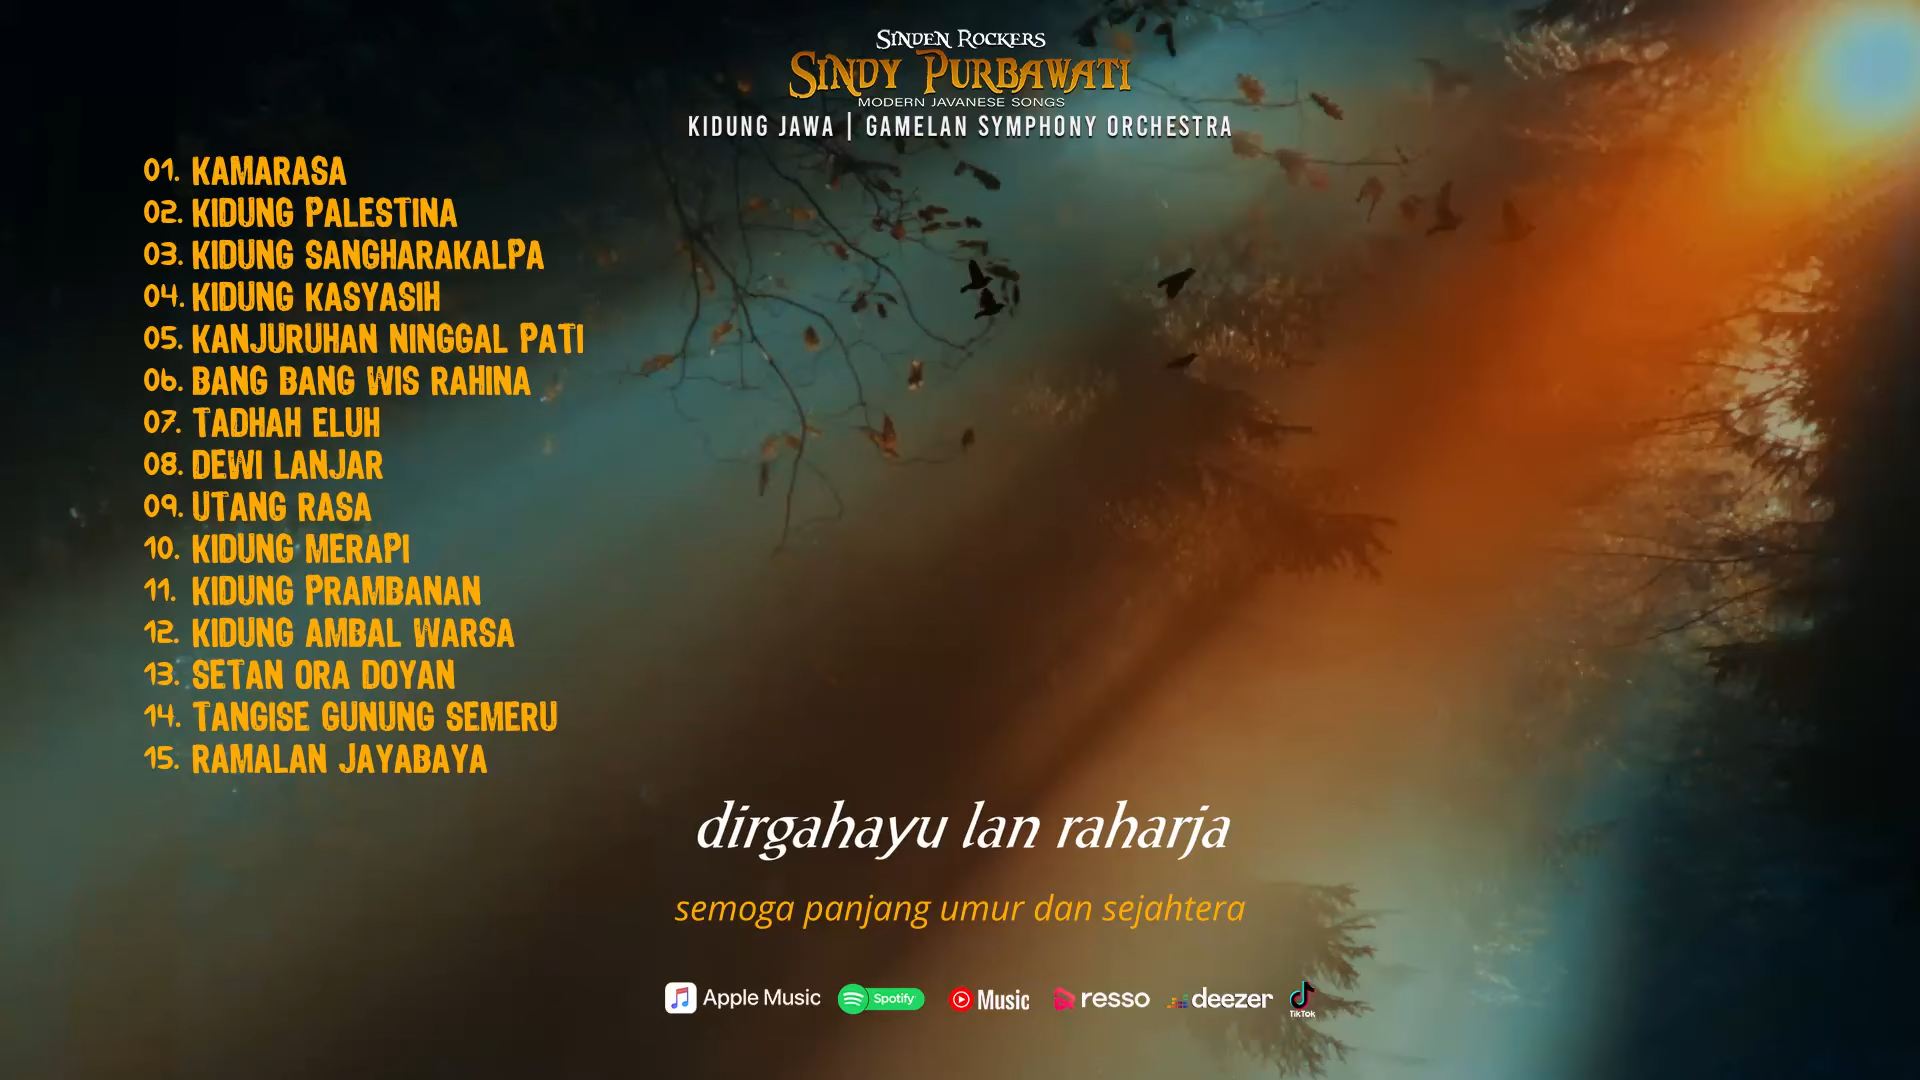 SINDEN ROCKERS
SINDY PURBAWATI
MODERN JAVANESE SONGS
KIDUNG JAWA | GAMELAN SYMPHONY ORCHESTRA
01. KAMARASA
02. KIDUNG PALESTINA
03. KIDUNG SANGHARAKALPA
04. KIDUNG KASYASIH
05. KANJURUHAN NINGGAL PATI
06. BANG BANG WIS RAHINA
07. TADHAH ELUH
08. DEWI LANJAR
09. UTANG RASA
10. KIDUNG MERAPI
11. KIDUNG PRAMBANAN
12. KIDUNG AMBAL WARSA
13. SETAN ORA DOYAN
14. TANGISE GUNUNG SEMERU
15. RAMALAN JAYABAYA
dirgahayu lan raharja
semoga panjang umur dan sejahtera
Apple Music Spotify Music resso deezer TikTok